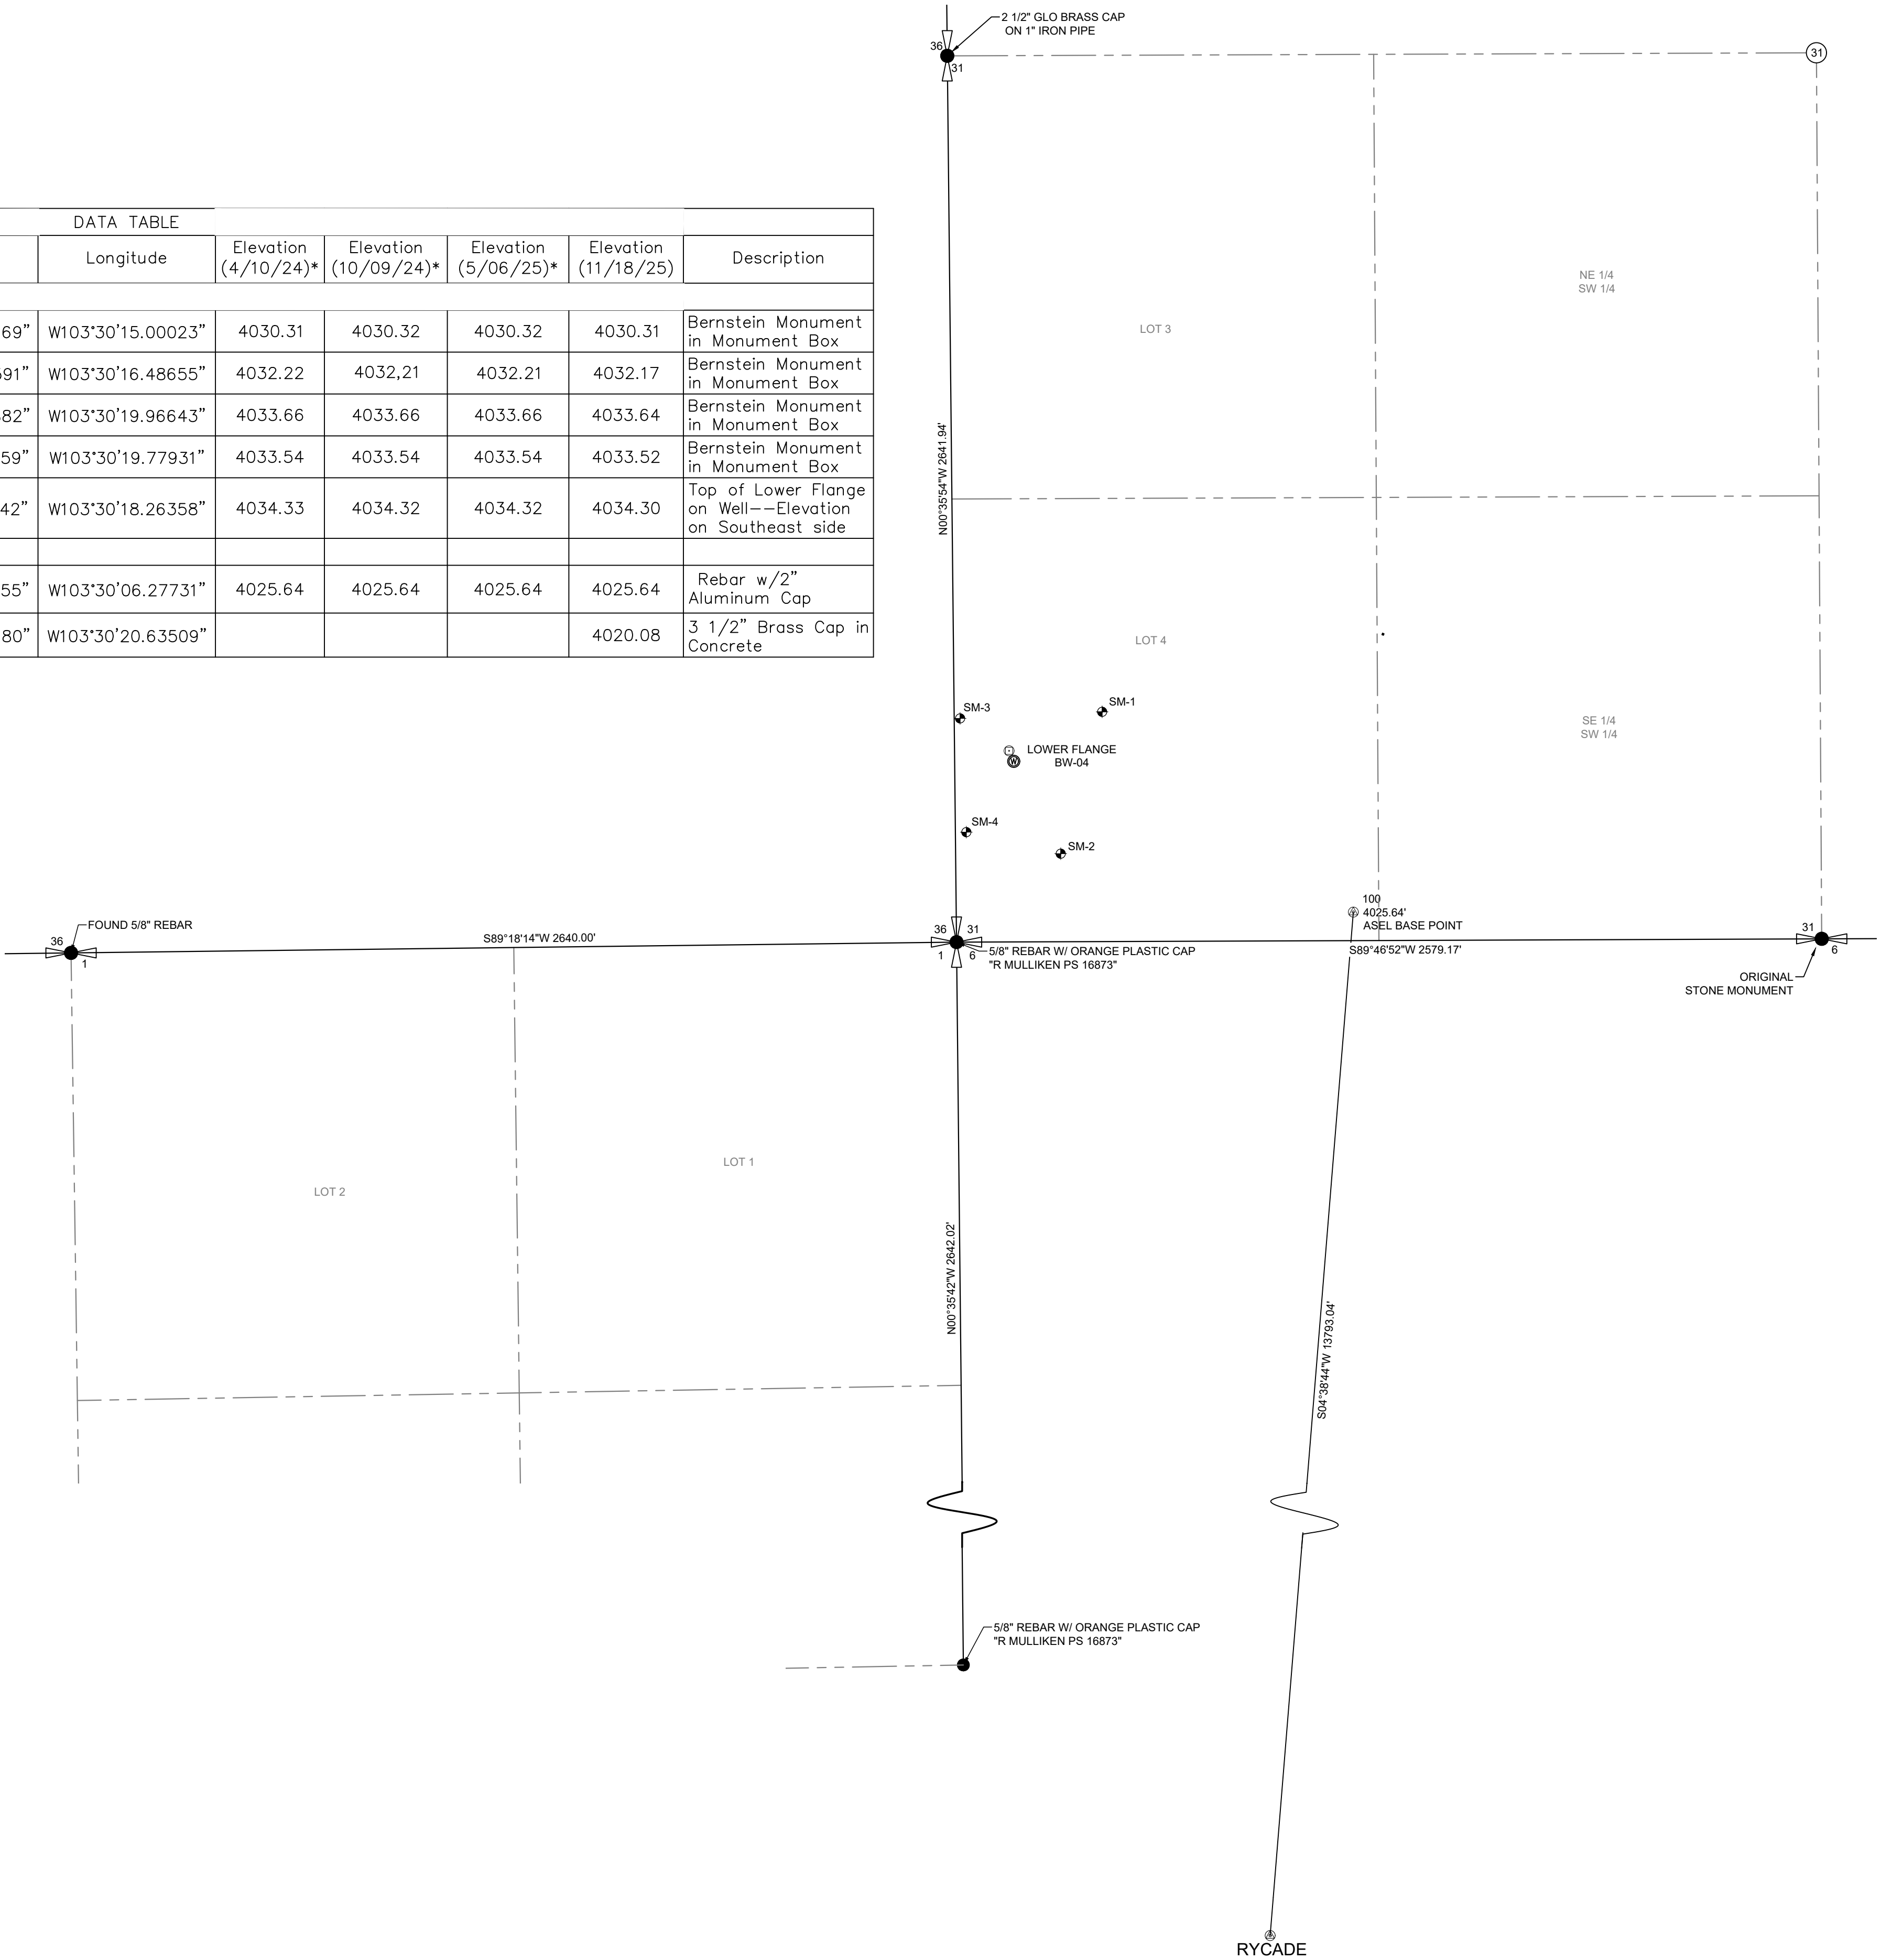 2 1/2" GLO BRASS CAP
ON 1" IRON PIPE
36
31
31
DATA TABLE
Longitude
Elevation
(4/10/24)*
Elevation
(10/09/24)*
Elevation
(5/06/25)*
Elevation
(11/18/25)
Description
69" W103°30'15.00023" 4030.31 4030.32 4030.32 4030.31 Bernstein Monument
in Monument Box
91" W103°30'16.48655" 4032.22 4032,21 4032.21 4032.17 Bernstein Monument
in Monument Box
82" W103°30'19.96643" 4033.66 4033.66 4033.66 4033.64 Bernstein Monument
in Monument Box
59" W103°30'19.77931" 4033.54 4033.54 4033.54 4033.52 Bernstein Monument
in Monument Box
42" W103°30'18.26358" 4034.33 4034.32 4034.32 4034.30 Top of Lower Flange
on Well--Elevation
on Southeast side
55" W103°30'06.27731" 4025.64 4025.64 4025.64 4025.64 Rebar w/2"
Aluminum Cap
80" W103°30'20.63509" 4020.08 3 1/2" Brass Cap in
Concrete
NE 1/4
SW 1/4
LOT 3
N00°35'54"W 2641.94'
LOT 4
SM-3
SM-1
SE 1/4
SW 1/4
LOWER FLANGE
BW-04
W
SM-4
SM-2
100
4025.64'
ASEL BASE POINT
FOUND 5/8" REBAR
36
1
S89°18'14"W 2640.00'
36 31
1 6
5/8" REBAR W/ ORANGE PLASTIC CAP
"R MULLIKEN PS 16873"
S89°46'52"W 2579.17'
31
6
ORIGINAL
STONE MONUMENT
LOT 1
LOT 2
N00°35'42"W 2642.02'
S04°38'44"W 13793.04'
5/8" REBAR W/ ORANGE PLASTIC CAP
"R MULLIKEN PS 16873"
RYCADE